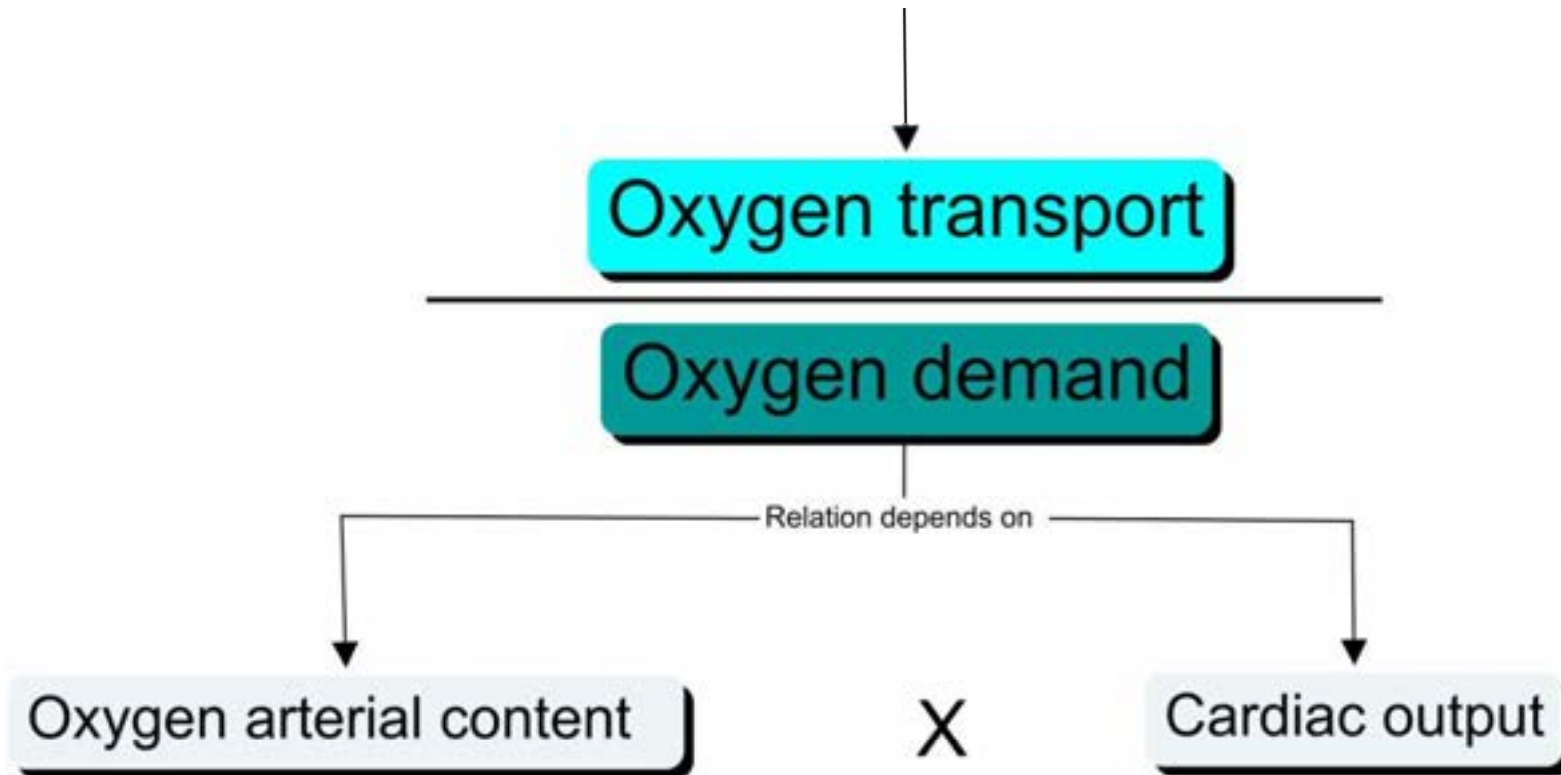 Oxygen transport
Oxygen demand
Relation depends on
Oxygen arterial content X Cardiac output